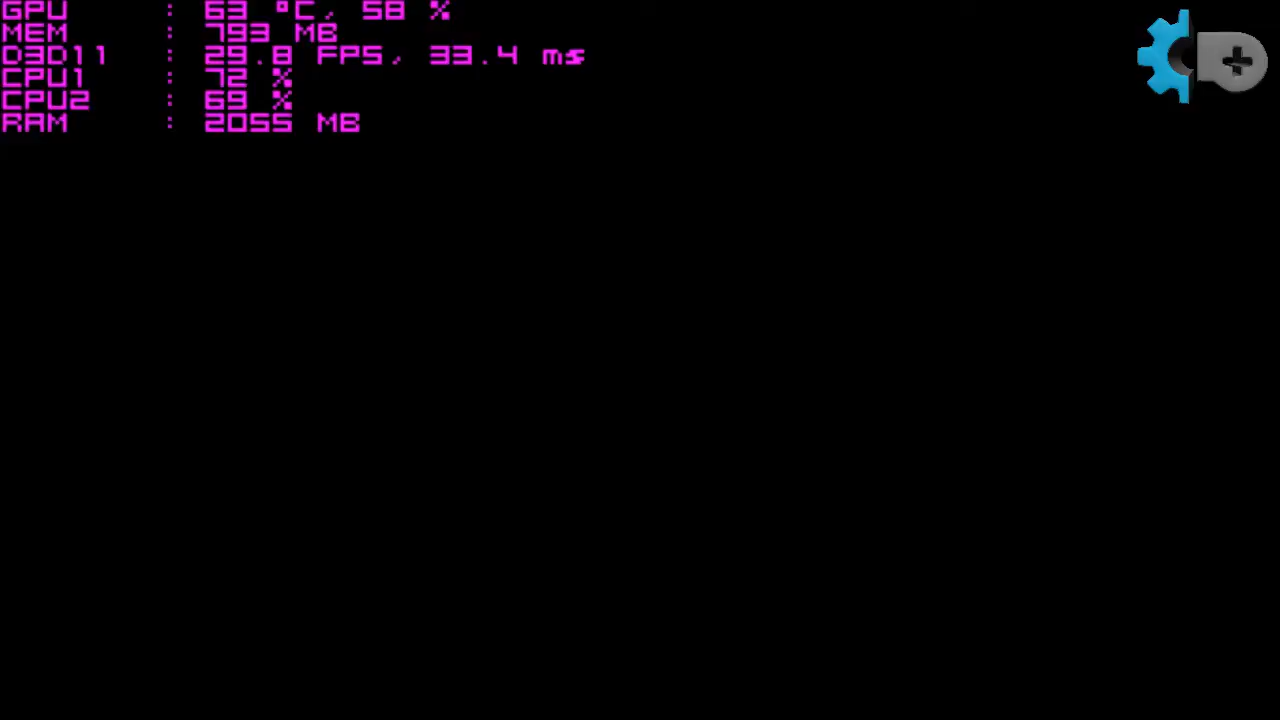 GPU : 63 °C, 58 %
MEM : 793 MB
D3D11 : 29.8 FPS, 33.4 ms
CPU1 : 72 %
CPU2 : 69 %
RAM : 2055 MB